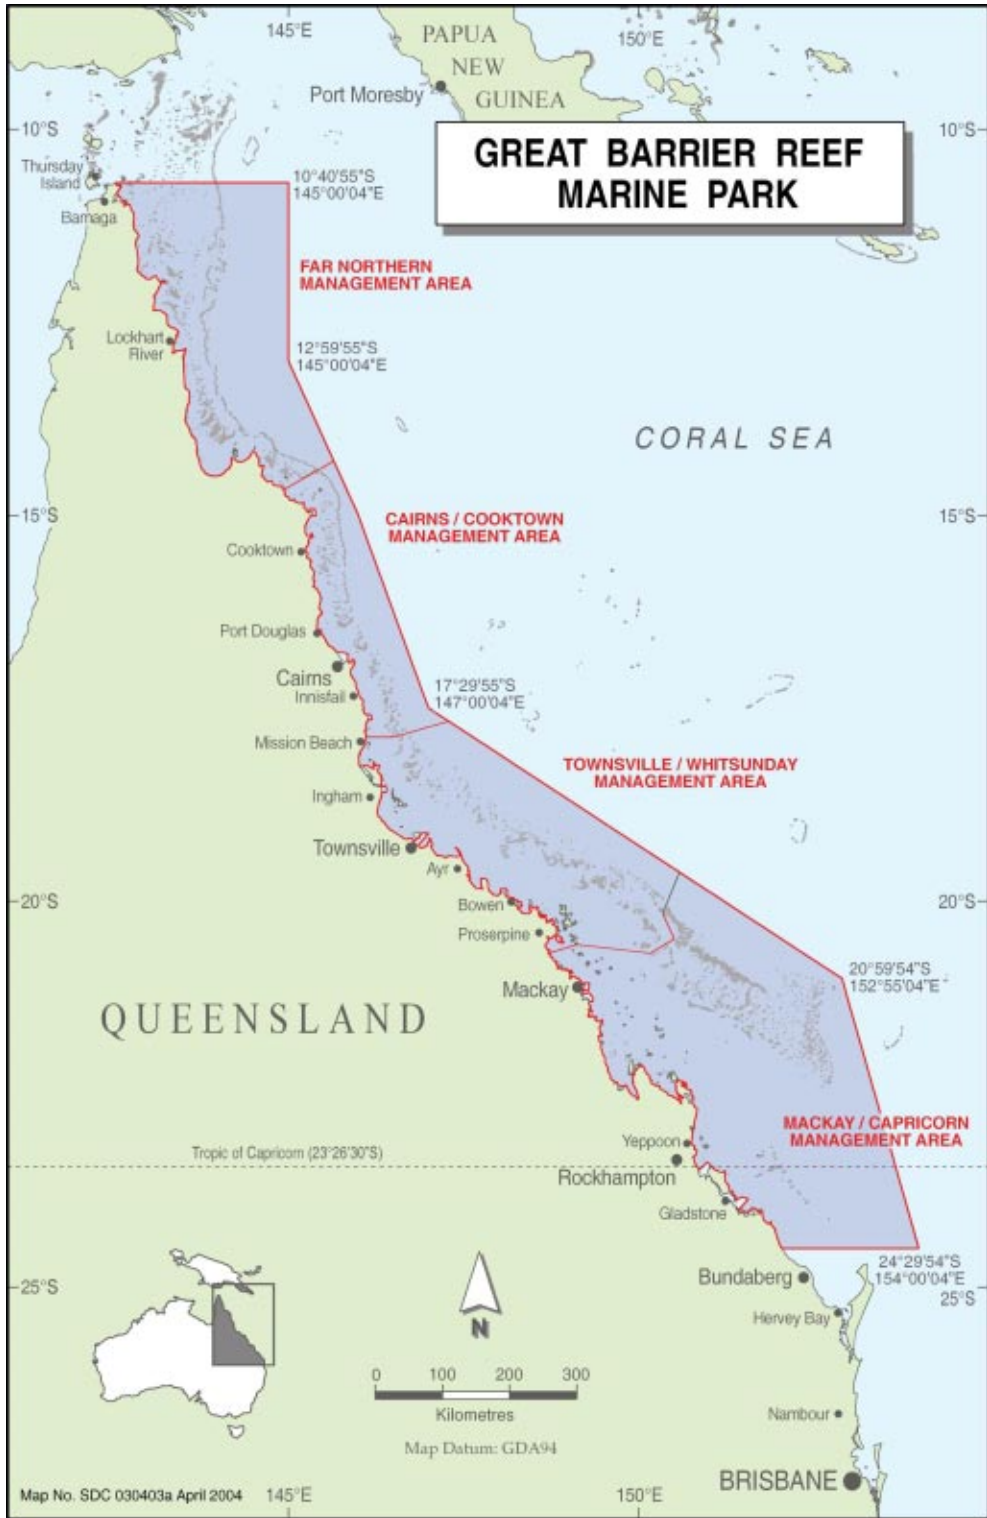 145°E
150°E
PAPUA
NEW
GUINEA
Port Moresby
10°S
10°S
GREAT BARRIER REEF
MARINE PARK
Thursday
Island
Bamaga
10°40'55"S
145°00'04"E
FAR NORTHERN
MANAGEMENT AREA
Lockhart
River
12°59'55"S
145°00'04"E
CORAL SEA
15°S
15°S
CAIRNS / COOKTOWN
MANAGEMENT AREA
Cooktown
Port Douglas
Cairns
Innisfail
17°29'55"S
147°00'04"E
Mission Beach
TOWNSVILLE / WHITSUNDAY
MANAGEMENT AREA
Ingham
Townsville
Ayr
20°S
20°S
Bowen
Proserpine
20°59'54"S
152°55'04"E
Mackay
QUEENSLAND
MACKAY / CAPRICORN
MANAGEMENT AREA
Yeppoon
Tropic of Capricorn (23°26'30"S)
Rockhampton
Gladstone
24°29'54"S
154°00'04"E
Bundaberg
25°S
25°S
Hervey Bay
N
0 100 200 300
Kilometres
Map Datum: GDA94
Nambour
BRISBANE
Map No. SDC 030403a April 2004
145°E
150°E